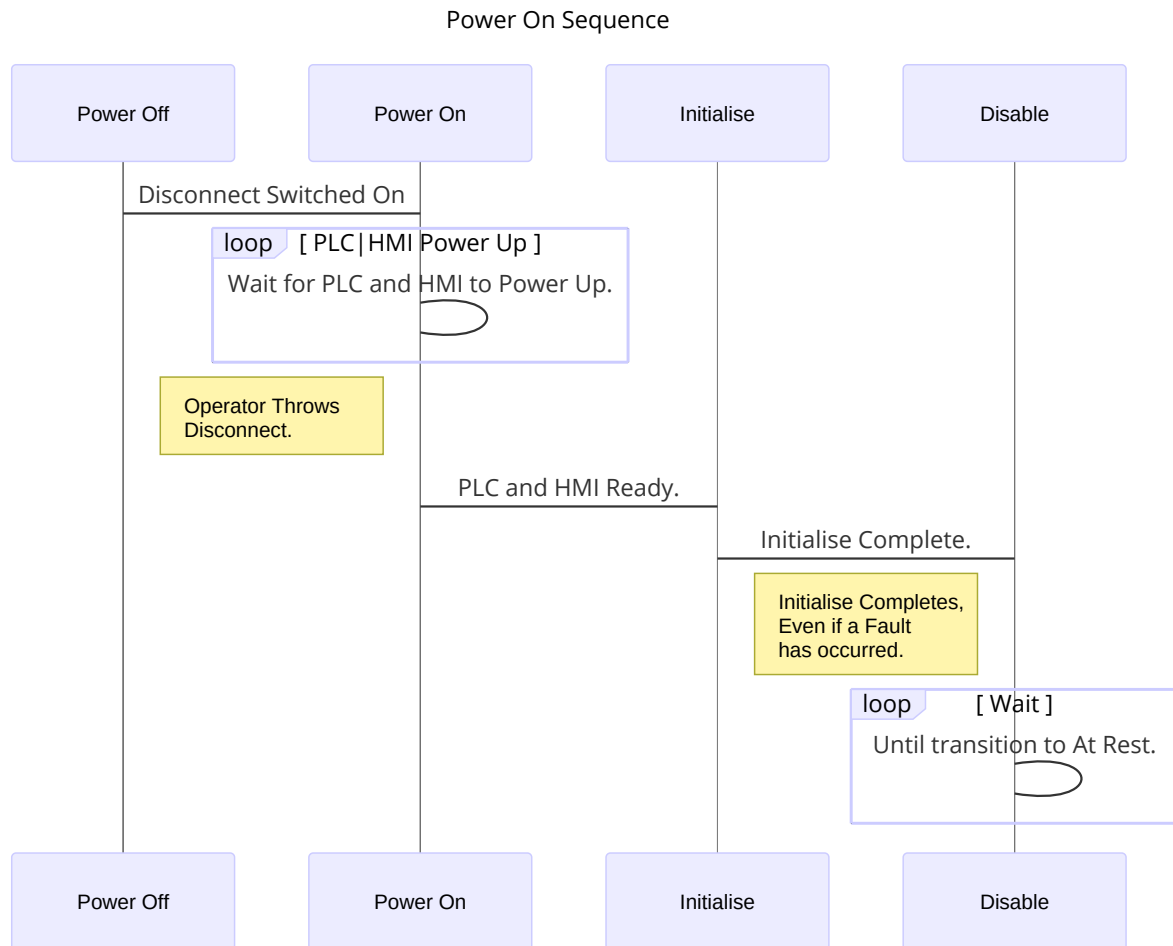 Power On Sequence
Power Off
Power On
Initialise
Disable
Disconnect Switched On
loop [ PLC|HMI Power Up ]
Wait for PLC and HMI to Power Up.
Operator Throws
Disconnect.
PLC and HMI Ready.
Initialise Complete.
Initialise Completes,
Even if a Fault
has occurred.
loop [ Wait ]
Until transition to At Rest.
Power Off
Power On
Initialise
Disable